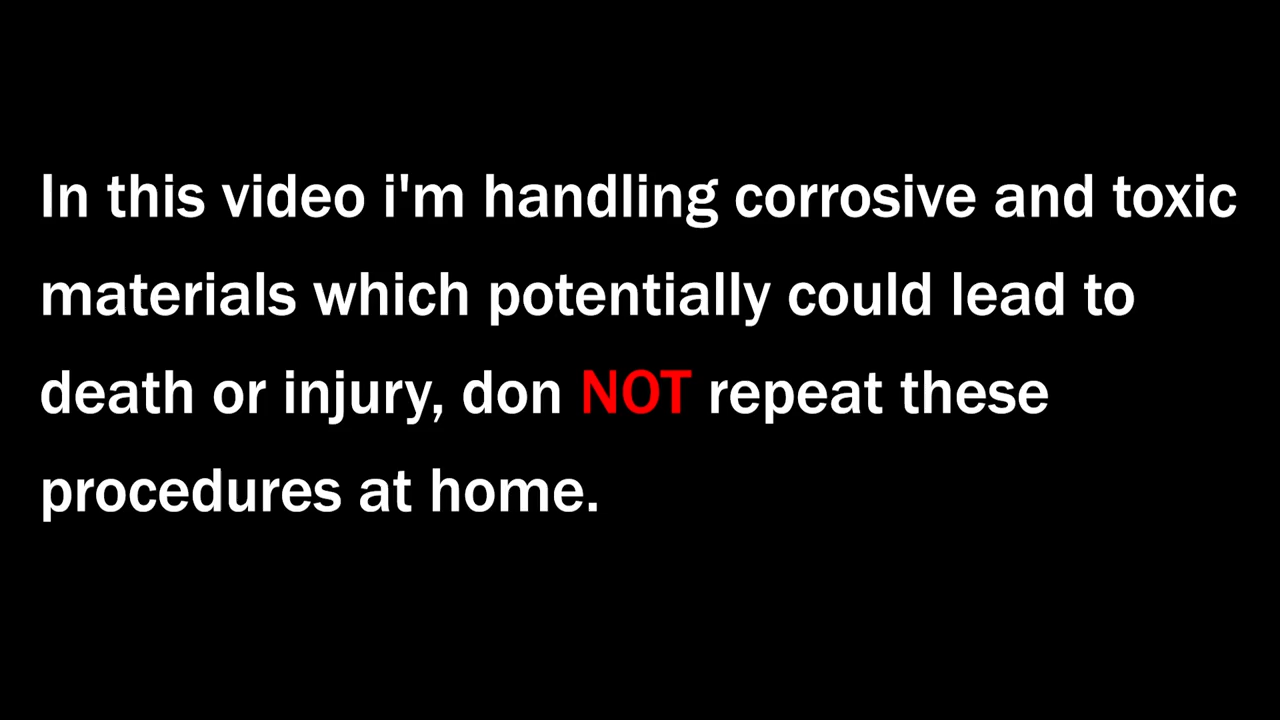 In this video i'm handling corrosive and toxic
materials which potentially could lead to
death or injury, don NOT repeat these
procedures at home.